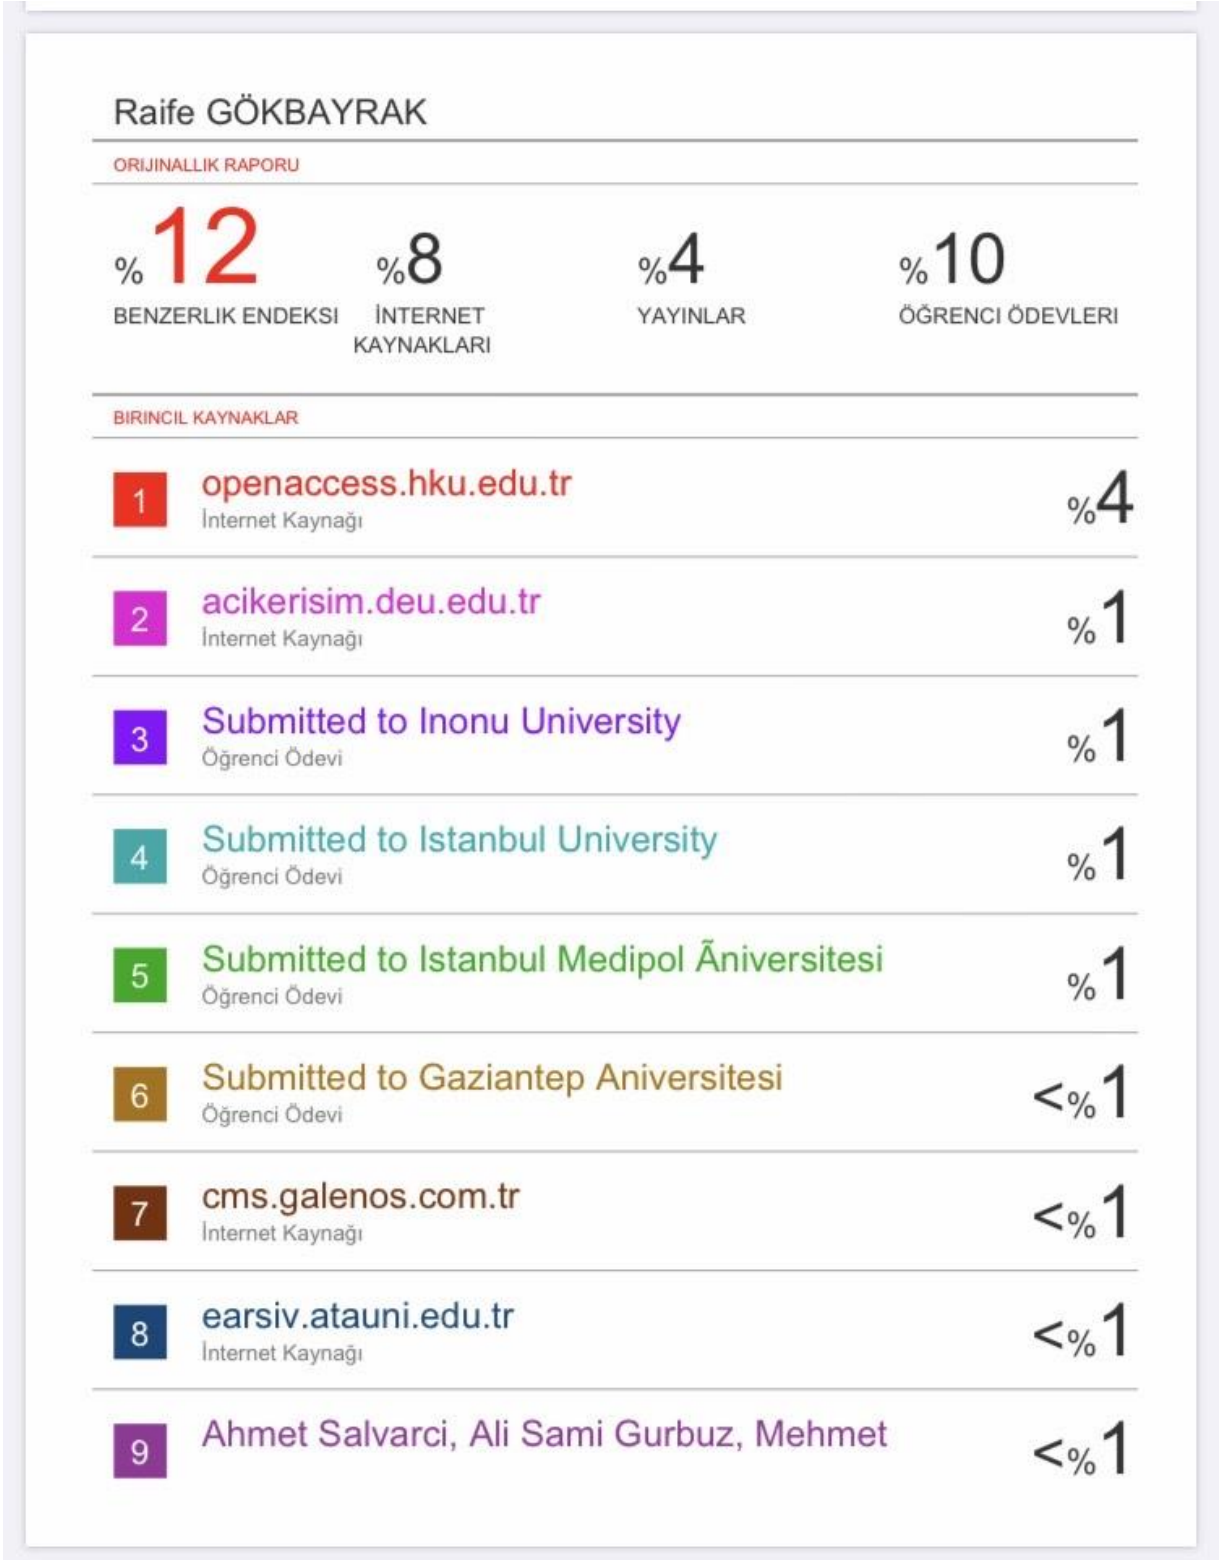 Raife GÖKBAYRAK
ORIJINALLIK RAPORU
%12
%8
%4
%10
BENZERLIK ENDEKSI
İNTERNET
KAYNAKLARI
YAYINLAR
ÖĞRENCI ÖDEVLERI
BIRINCIL KAYNAKLAR
1
openaccess.hku.edu.tr
İnternet Kaynağı
%4
2
acikerisim.deu.edu.tr
İnternet Kaynağı
%1
3
Submitted to Inonu University
Öğrenci Ödevi
%1
4
Submitted to Istanbul University
Öğrenci Ödevi
%1
5
Submitted to Istanbul Medipol Ãniversitesi
Öğrenci Ödevi
%1
6
Submitted to Gaziantep Aniversitesi
Öğrenci Ödevi
<%1
7
cms.galenos.com.tr
İnternet Kaynağı
<%1
8
earsiv.atauni.edu.tr
İnternet Kaynağı
<%1
9
Ahmet Salvarci, Ali Sami Gurbuz, Mehmet
<%1